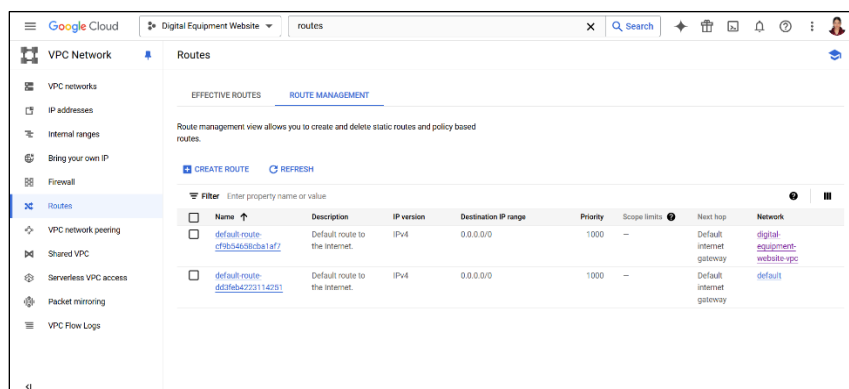 Google Cloud
Digital Equipment Website
routes
Search
VPC Network
Routes
VPC networks
IP addresses
Internal ranges
Bring your own IP
Firewall
Routes
VPC network peering
Shared VPC
Serverless VPC access
Packet mirroring
VPC Flow Logs
EFFECTIVE ROUTES ROUTE MANAGEMENT
Route management view allows you to create and delete static routes and policy based
routes.
CREATE ROUTE REFRESH
Filter Enter property name or value
Name Description IP version Destination IP range Priority Scope limits Next hop Network
default-route- Default route to IPv4 0.0.0.0/0 1000 — Default digital-
cf9b54658cba1af7 the Internet. internet equipment-
gateway website-vpc
default-route- Default route to IPv4 0.0.0.0/0 1000 — Default default
dd3feb4223114251 the Internet. internet
gateway